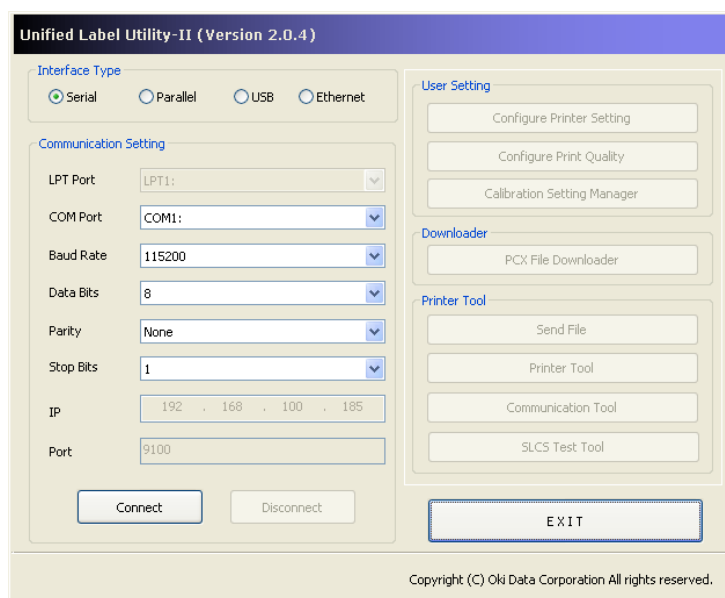 Unified Label Utility-II (Version 2.0.4)
Interface Type
Serial Parallel USB Ethernet
Communication Setting
LPT Port LPT1:
COM Port COM1:
Baud Rate 115200
Data Bits 8
Parity None
Stop Bits 1
IP 192 . 168 . 100 . 185
Port 9100
Connect Disconnect
User Setting
Configure Printer Setting
Configure Print Quality
Calibration Setting Manager
Downloader
PCX File Downloader
Printer Tool
Send File
Printer Tool
Communication Tool
SLCS Test Tool
EXIT
Copyright (C) Oki Data Corporation All rights reserved.